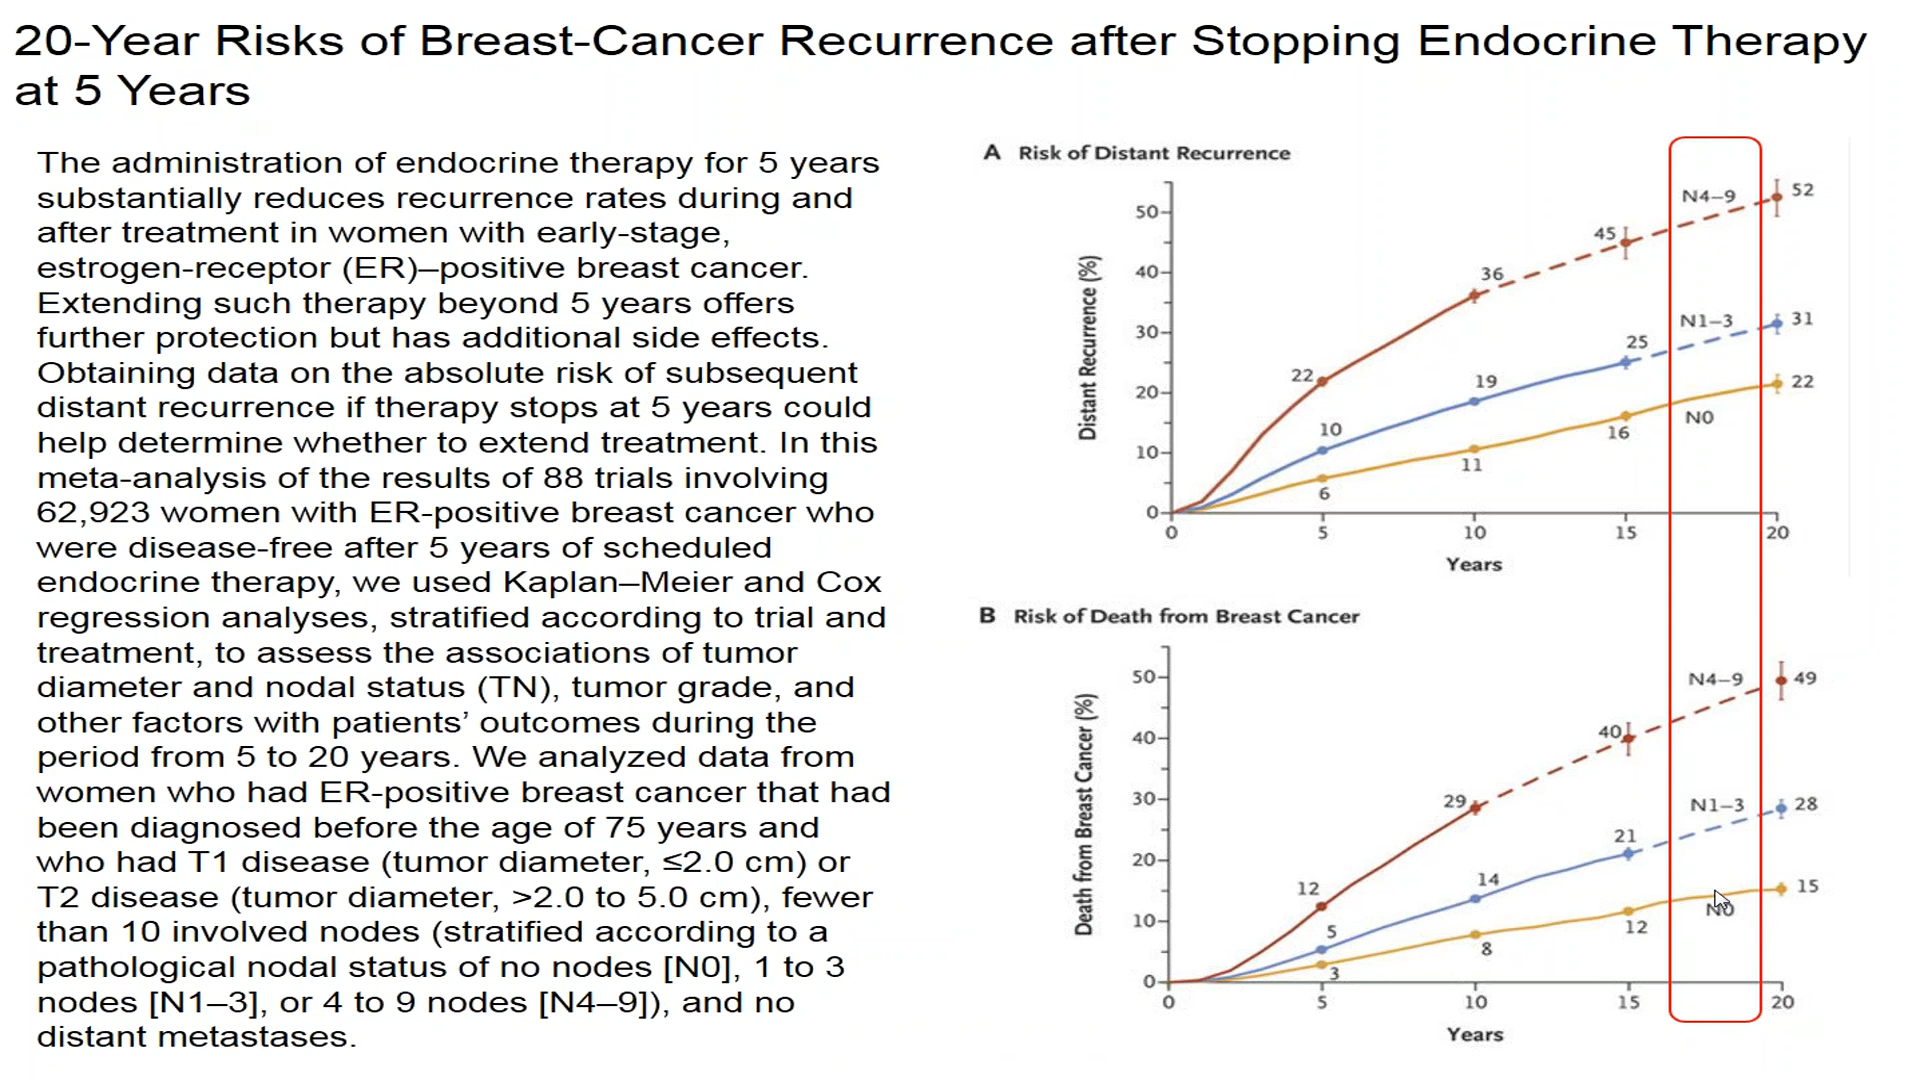 20-Year Risks of Breast-Cancer Recurrence after Stopping Endocrine Therapy
at 5 Years
The administration of endocrine therapy for 5 years
substantially reduces recurrence rates during and
after treatment in women with early-stage,
estrogen-receptor (ER)–positive breast cancer.
Extending such therapy beyond 5 years offers
further protection but has additional side effects.
Obtaining data on the absolute risk of subsequent
distant recurrence if therapy stops at 5 years could
help determine whether to extend treatment. In this
meta-analysis of the results of 88 trials involving
62,923 women with ER-positive breast cancer who
were disease-free after 5 years of scheduled
endocrine therapy, we used Kaplan–Meier and Cox
regression analyses, stratified according to trial and
treatment, to assess the associations of tumor
diameter and nodal status (TN), tumor grade, and
other factors with patients’ outcomes during the
period from 5 to 20 years. We analyzed data from
women who had ER-positive breast cancer that had
been diagnosed before the age of 75 years and
who had T1 disease (tumor diameter, ≤2.0 cm) or
T2 disease (tumor diameter, >2.0 to 5.0 cm), fewer
than 10 involved nodes (stratified according to a
pathological nodal status of no nodes [N0], 1 to 3
nodes [N1–3], or 4 to 9 nodes [N4–9]), and no
distant metastases.
A Risk of Distant Recurrence
Distant Recurrence (%)
50
40
30
20
10
0
22
36
45
N4–9
52
10
19
25
N1–3
31
6
11
16
N0
22
0 5 10 15 20
Years
B Risk of Death from Breast Cancer
Death from Breast Cancer (%)
50
40
30
20
10
0
12
29
40
N4–9
49
5
14
21
N1–3
28
3
8
12
N0
15
0 5 10 15 20
Years